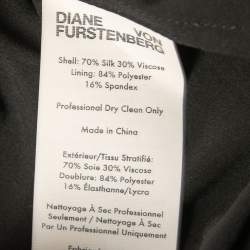 DIANE
VON
FURSTENBERG
Shell: 70% Silk 30% Viscose
Lining: 84% Polyester
16% Spandex
Professional Dry Clean Only
Made in China
Extérieur/Tissu Stratifié:
70% Soie 30% Viscose
Doublure: 84% Polyester
16% Élasthanne/Lycra
Nettoyage À Sec Professionel
Seulement / Nettoyage À Sec
Par Un Professionnel Uniquement